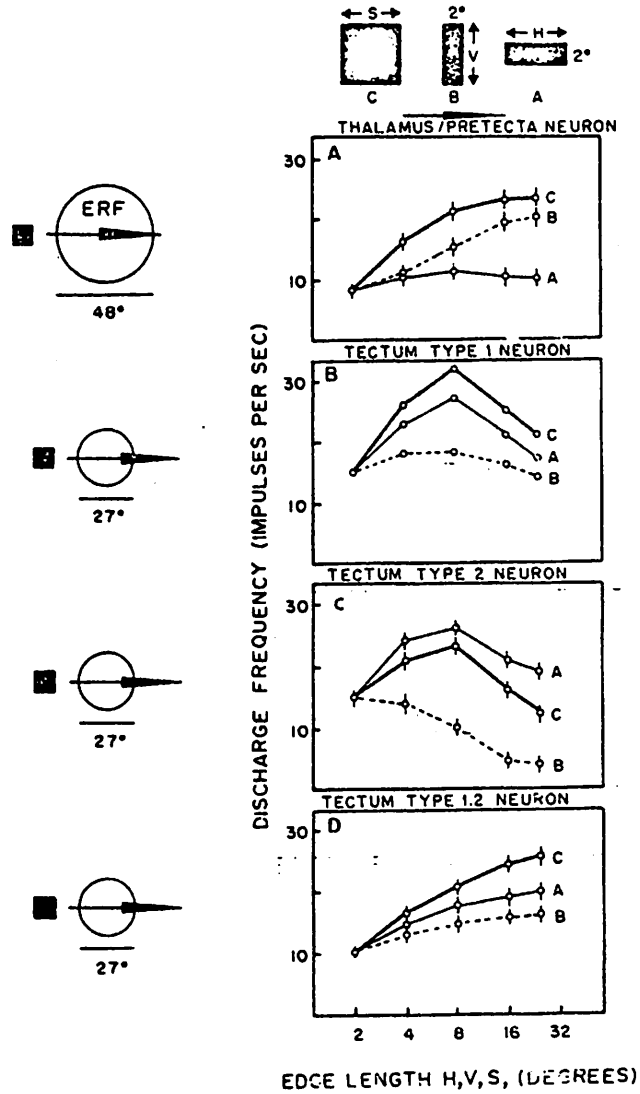 S 2° H
V 2°
C B A
THALAMUS/PRETECTA NEURON
A
30
10
C
B
A
ERF
48°
TECTUM TYPE 1 NEURON
B
30
10
C
A
B
27°
TECTUM TYPE 2 NEURON
C
30
10
A
C
B
27°
TECTUM TYPE 1.2 NEURON
D
30
10
C
A
B
27°
2 4 8 16 32
DISCHARGE FREQUENCY (IMPULSES PER SEC)
EDGE LENGTH H,V,S, (DEGREES)